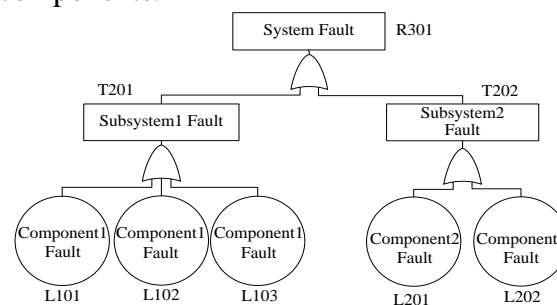 components.
System Fault R301
T201 T202
Subsystem1 Fault
Subsystem2
Fault
Component1
Fault
Component1
Fault
Component1
Fault
Component2
Fault
Component
Fault
L101 L102 L103 L201 L202